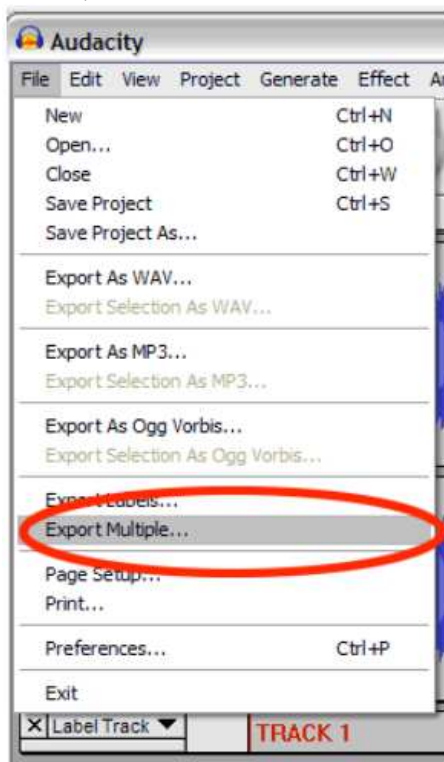 Audacity
File Edit View Project Generate Effect
New Ctrl+N
Open... Ctrl+O
Close Ctrl+W
Save Project Ctrl+S
Save Project As...
Export As WAV...
Export Selection As WAV...
Export As MP3...
Export Selection As MP3...
Export As Ogg Vorbis...
Export Selection As Ogg Vorbis...
Export Labels...
Export Multiple...
Page Setup...
Print...
Preferences... Ctrl+P
Exit
X Label Track TRACK 1